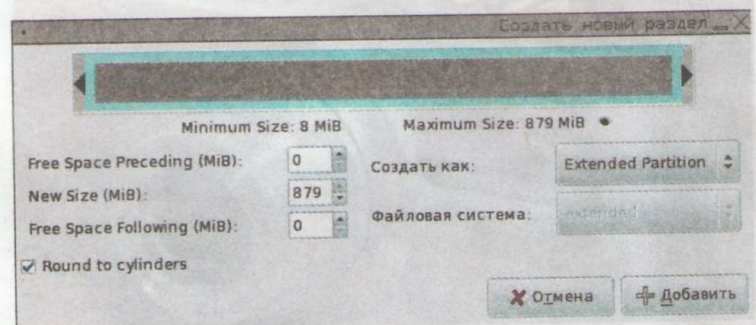 Создать новый раздел
Minimum Size: 8 MiB Maximum Size: 879 MiB
Free Space Preceding (MiB): 0 Создать как: Extended Partition
New Size (MiB): 879
Free Space Following (MiB): 0 Файловая система: extended
Round to cylinders
Отмена Добавить